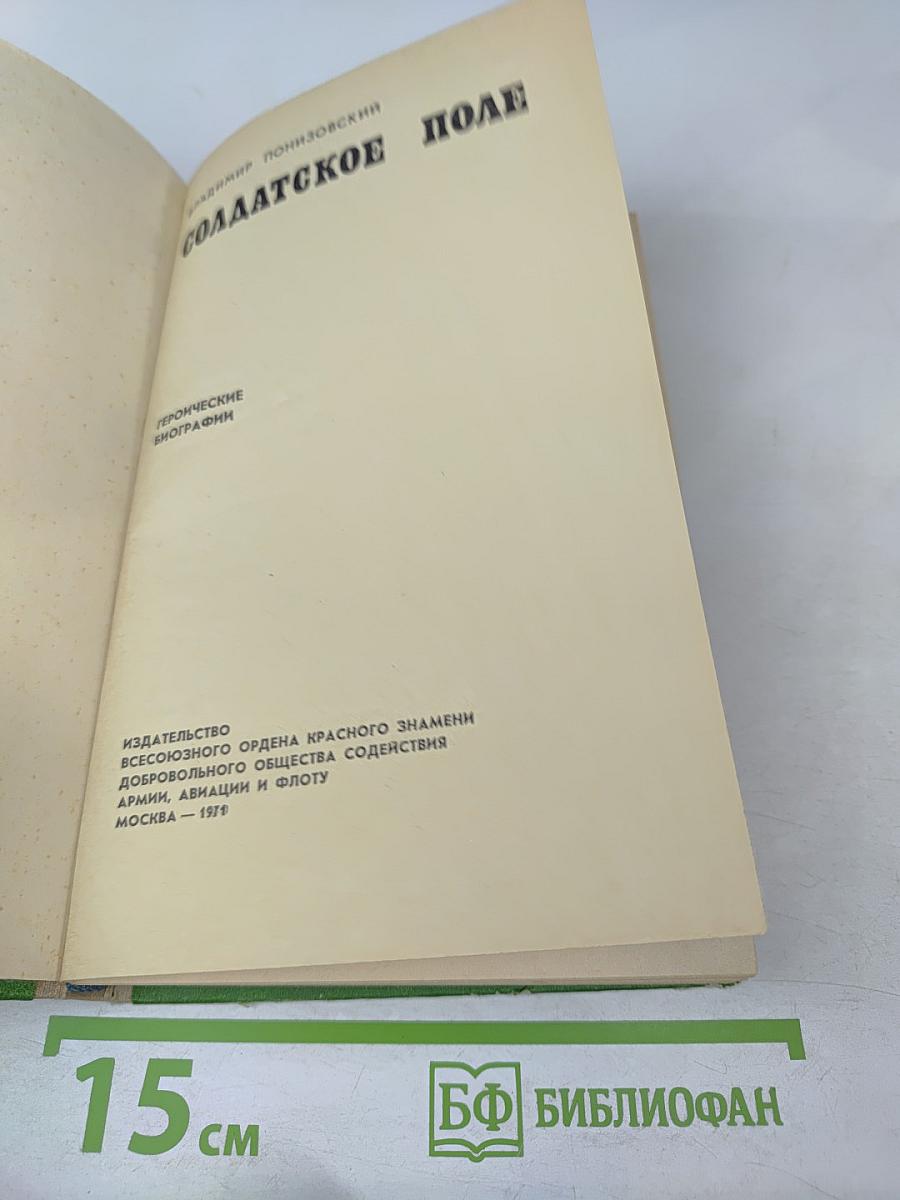 ВЛАДИМИР ПОНИЗОВСКИЙ
СОЛДАТСКОЕ ПОЛЕ
ГЕРОИЧЕСКИЕ
БИОГРАФИИ
ИЗДАТЕЛЬСТВО
ВСЕСОЮЗНОГО ОРДЕНА КРАСНОГО ЗНАМЕНИ
ДОБРОВОЛЬНОГО ОБЩЕСТВА СОДЕЙСТВИЯ
АРМИИ, АВИАЦИИ И ФЛОТУ
МОСКВА — 1971
15 СМ
БФ БИБЛИОФАН